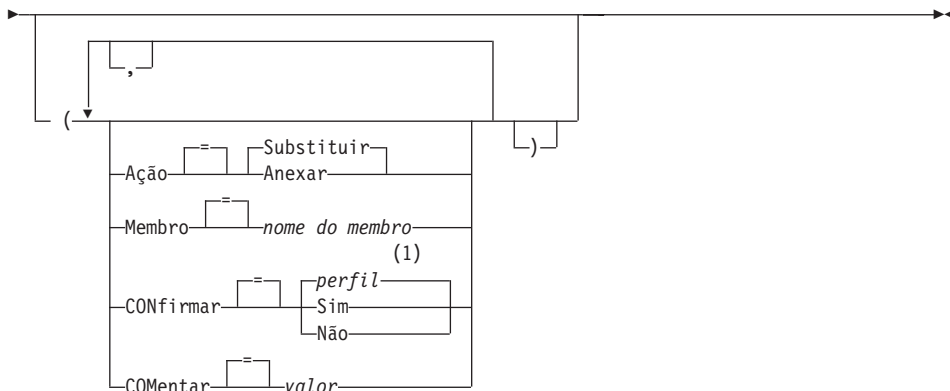 ,
(
Ação = Substituir
Anexar
)
Membro = nome do membro
(1)
CONfirmar = perfil
Sim
Não
COMentar = valor